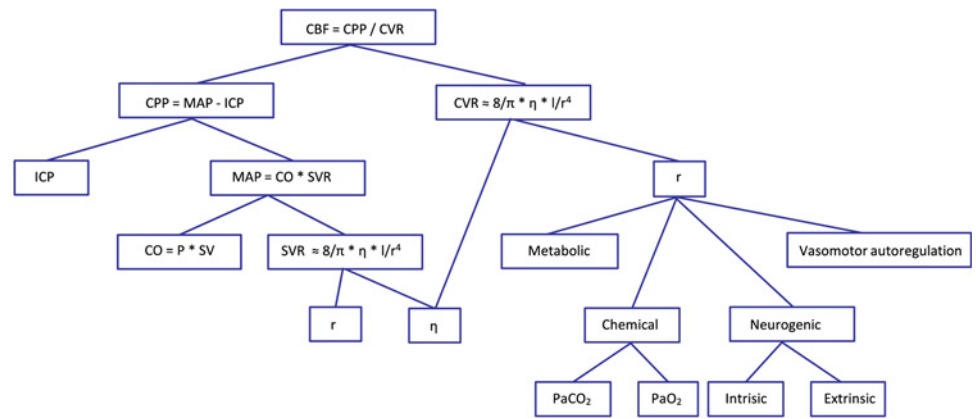 CBF = CPP / CVR
CPP = MAP - ICP
CVR ≈ 8/π * η * l/r⁴
ICP
MAP = CO * SVR
r
CO = P * SV
SVR ≈ 8/π * η * l/r⁴
Metabolic
Vasomotor autoregulation
r
η
Chemical
Neurogenic
PaCO₂
PaO₂
Intrisic
Extrinsic